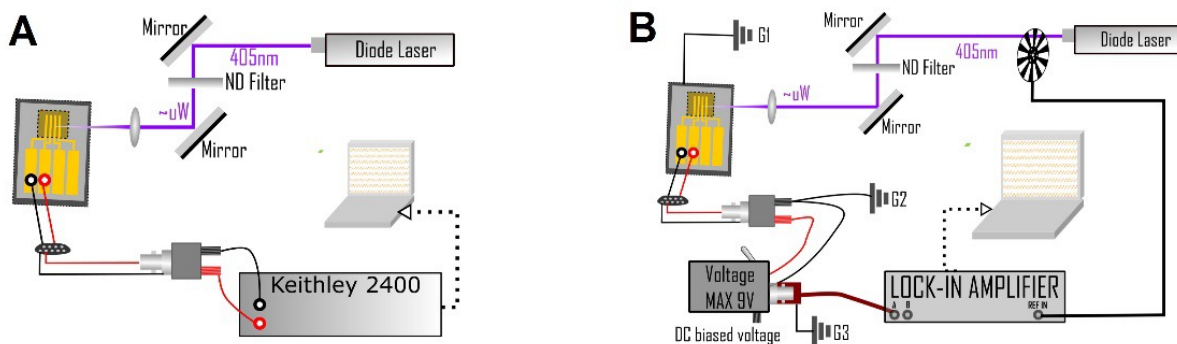 A
Mirror
405nm
Diode Laser
ND Filter
~uW
Mirror
Keithley 2400
B
G1
Mirror
405nm
Diode Laser
ND Filter
~uW
Mirror
G2
Voltage
MAX 9V
DC biased voltage
G3
LOCK-IN AMPLIFIER
A B
REF IN